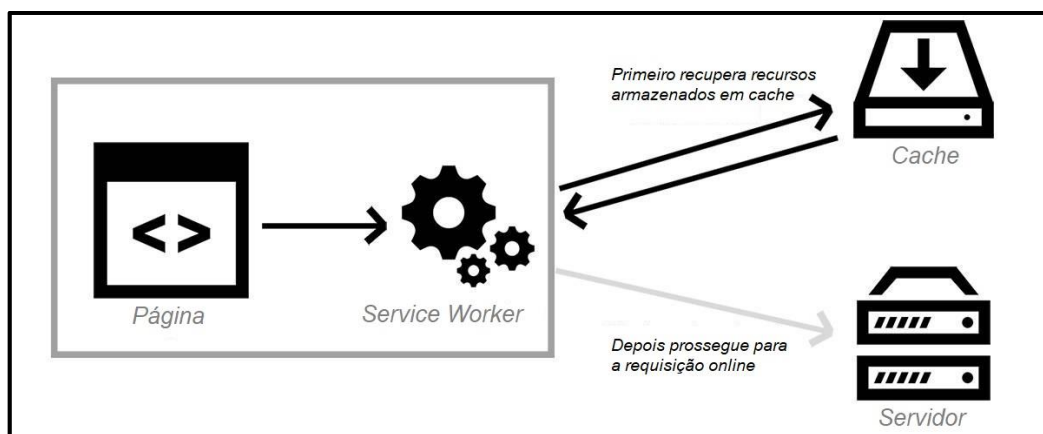 Primeiro recupera recursos
armazenados em cache
Cache
< >
Página
Service Worker
Depois prossegue para
a requisição online
Servidor